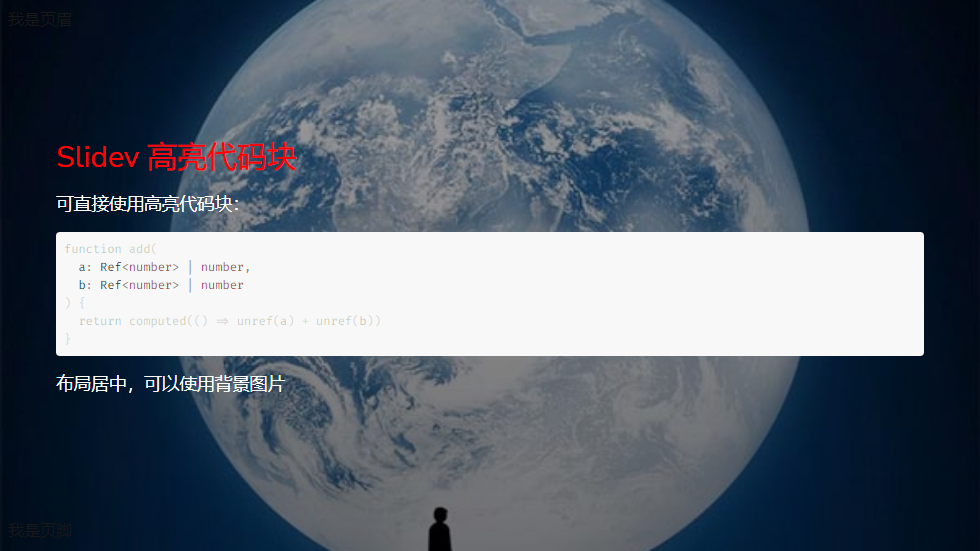 我是页眉
Slidev 高亮代码块
可直接使用高亮代码块：
function add(
  a: Ref<number> | number,
  b: Ref<number> | number
) {
  return computed(() => unref(a) + unref(b))
}
布局居中，可以使用背景图片
我是页脚